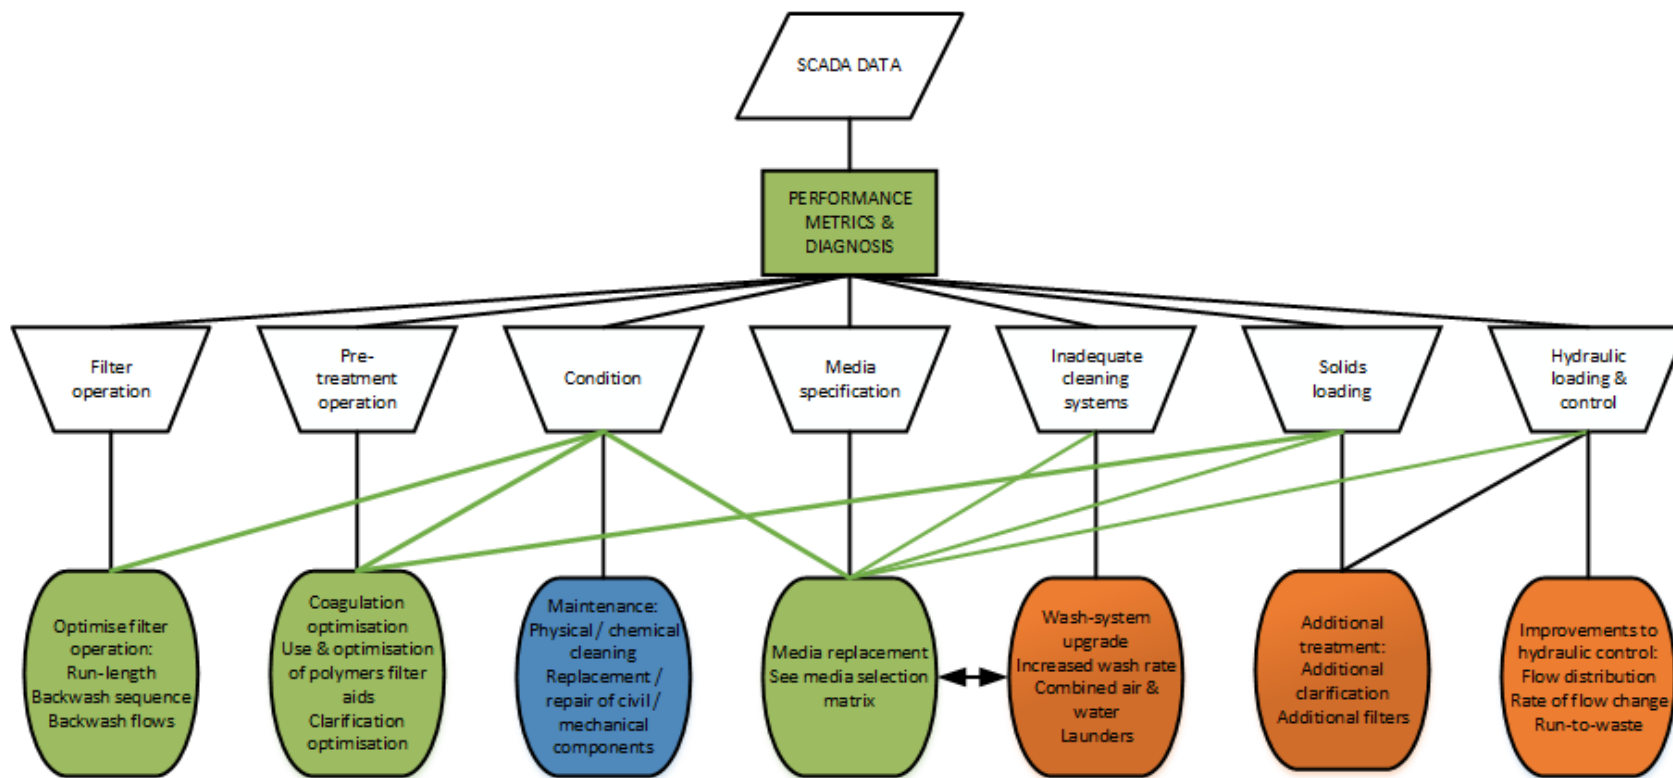 SCADA DATA
PERFORMANCE
METRICS &
DIAGNOSIS
Filter
operation
Pre-
treatment
operation
Condition
Media
specification
Inadequate
cleaning
systems
Solids
loading
Hydraulic
loading &
control
Optimise filter
operation:
Run-length
Backwash sequence
Backwash flows
Coagulation
optimisation
Use & optimisation
of polymers filter
aids
Clarification
optimisation
Maintenance:
Physical / chemical
cleaning
Replacement /
repair of civil /
mechanical
components
Media replacement
See media selection
matrix
Wash-system
upgrade
Increased wash rate
Combined air &
water
Launders
Additional
treatment:
Additional
clarification
Additional filters
Improvements to
hydraulic control:
Flow distribution
Rate of flow change
Run-to-waste